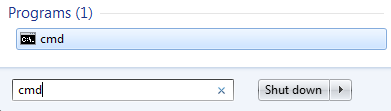 Programs (1)
C:\.
cmd
cmd
Shut down